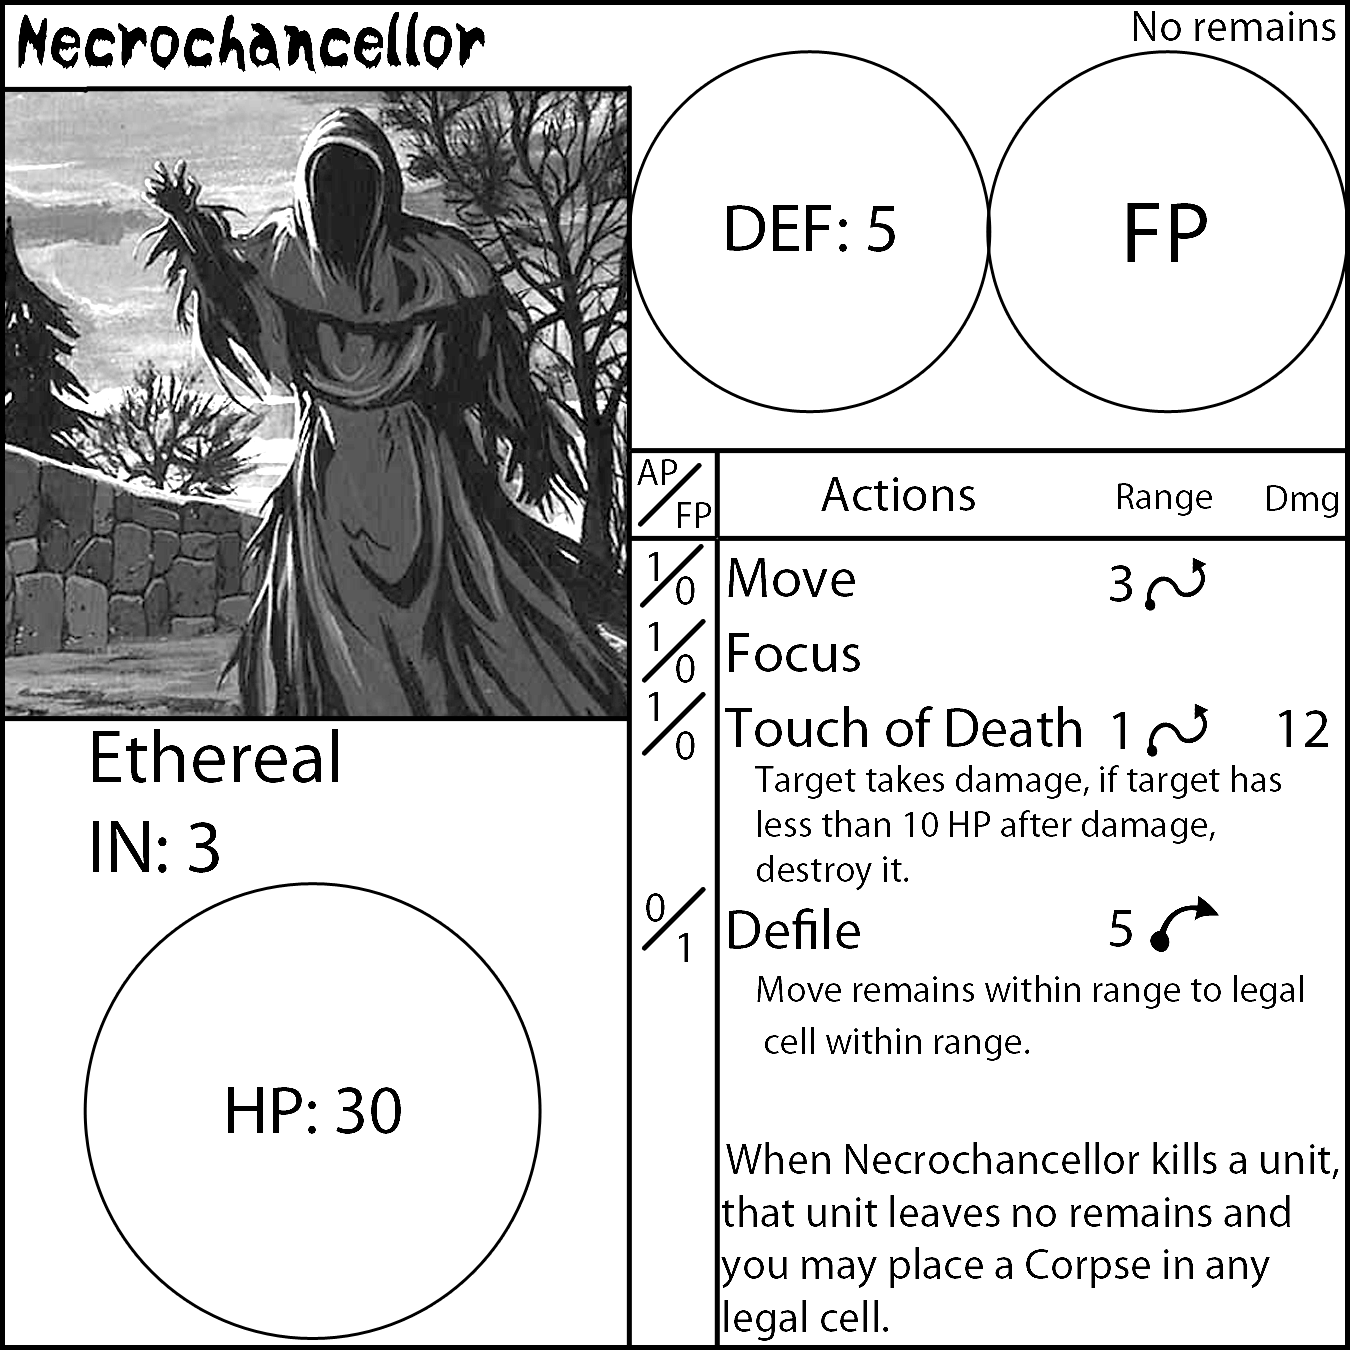 Necrochancellor
No remains
DEF: 5
FP
AP/FP Actions Range Dmg
1/0 Move 3
1/0 Focus
1/0 Touch of Death 1 12
Target takes damage, if target has
less than 10 HP after damage,
destroy it.
0/1 Defile 5
Move remains within range to legal
cell within range.
When Necrochancellor kills a unit,
that unit leaves no remains and
you may place a Corpse in any
legal cell.
Ethereal
IN: 3
HP: 30